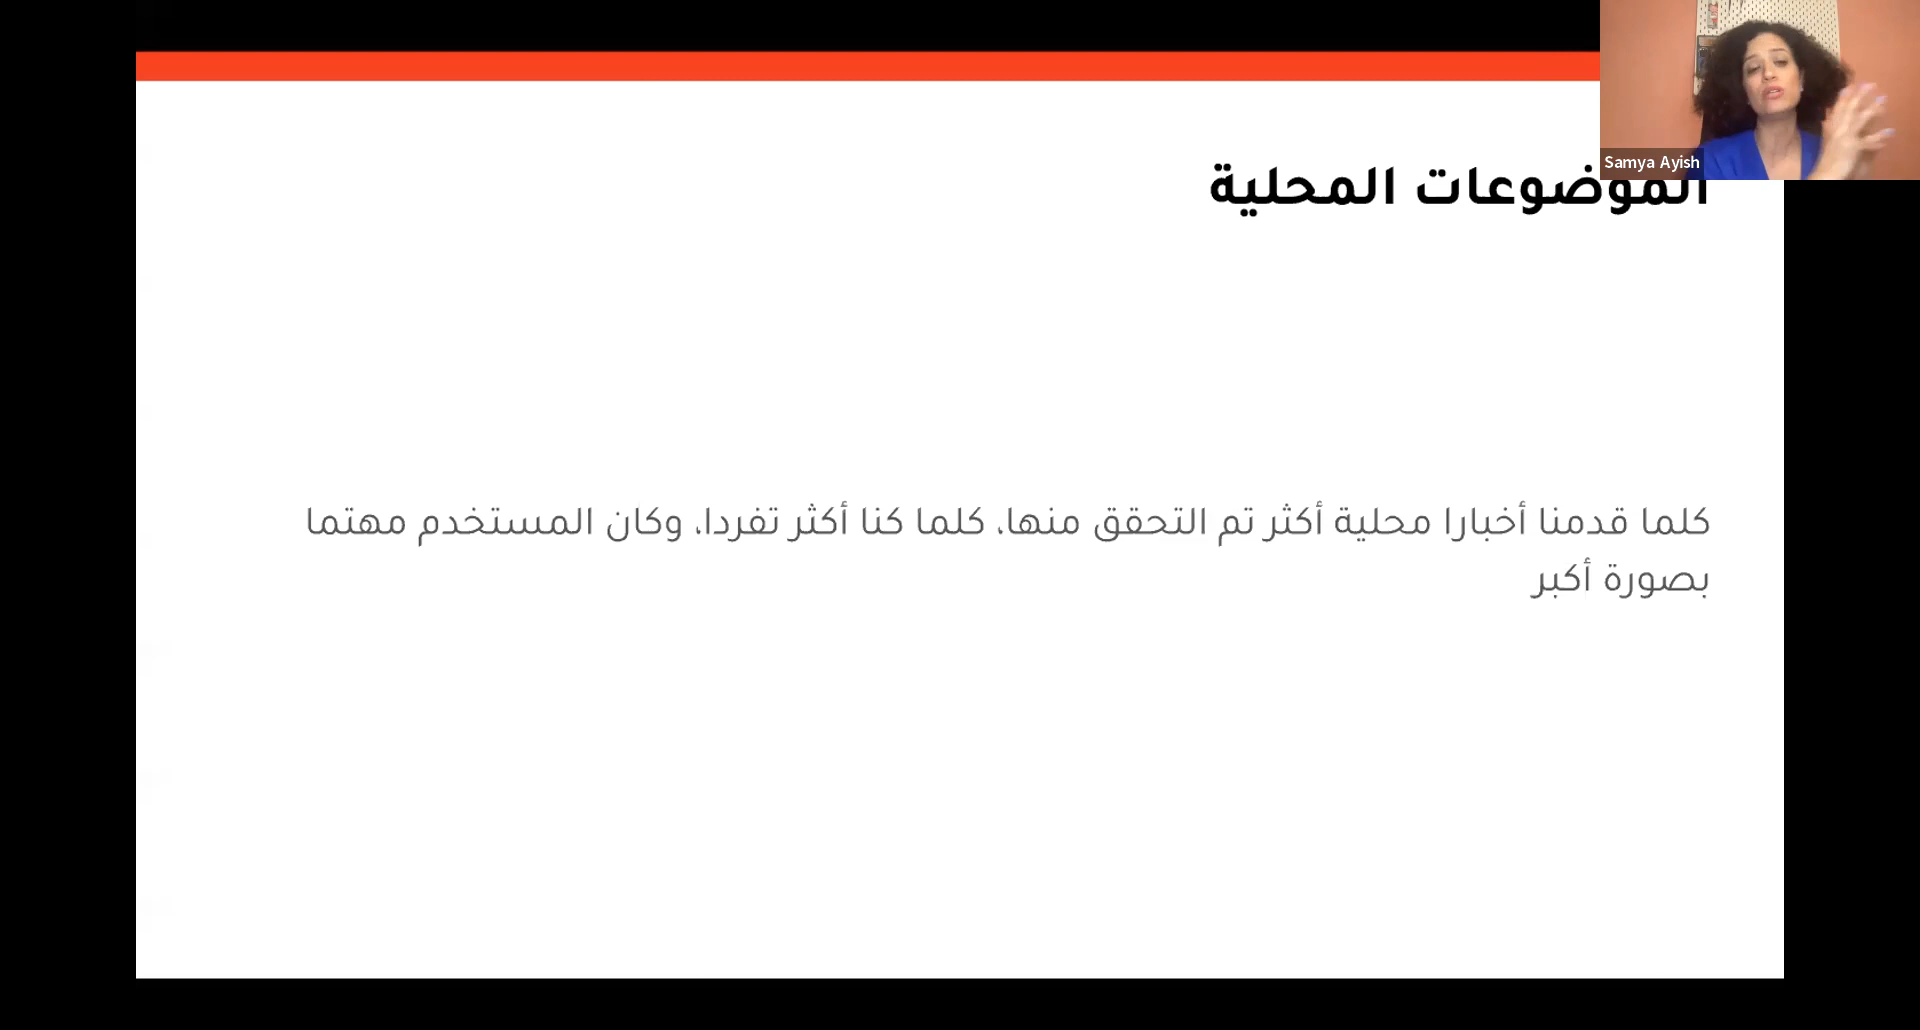 Samya Ayish
الموضوعات المحلية
كلما قدمنا أخبارا محلية أكثر تم التحقق منها، كلما كنا أكثر تفردا، وكان المستخدم مهتما
بصورة أكبر